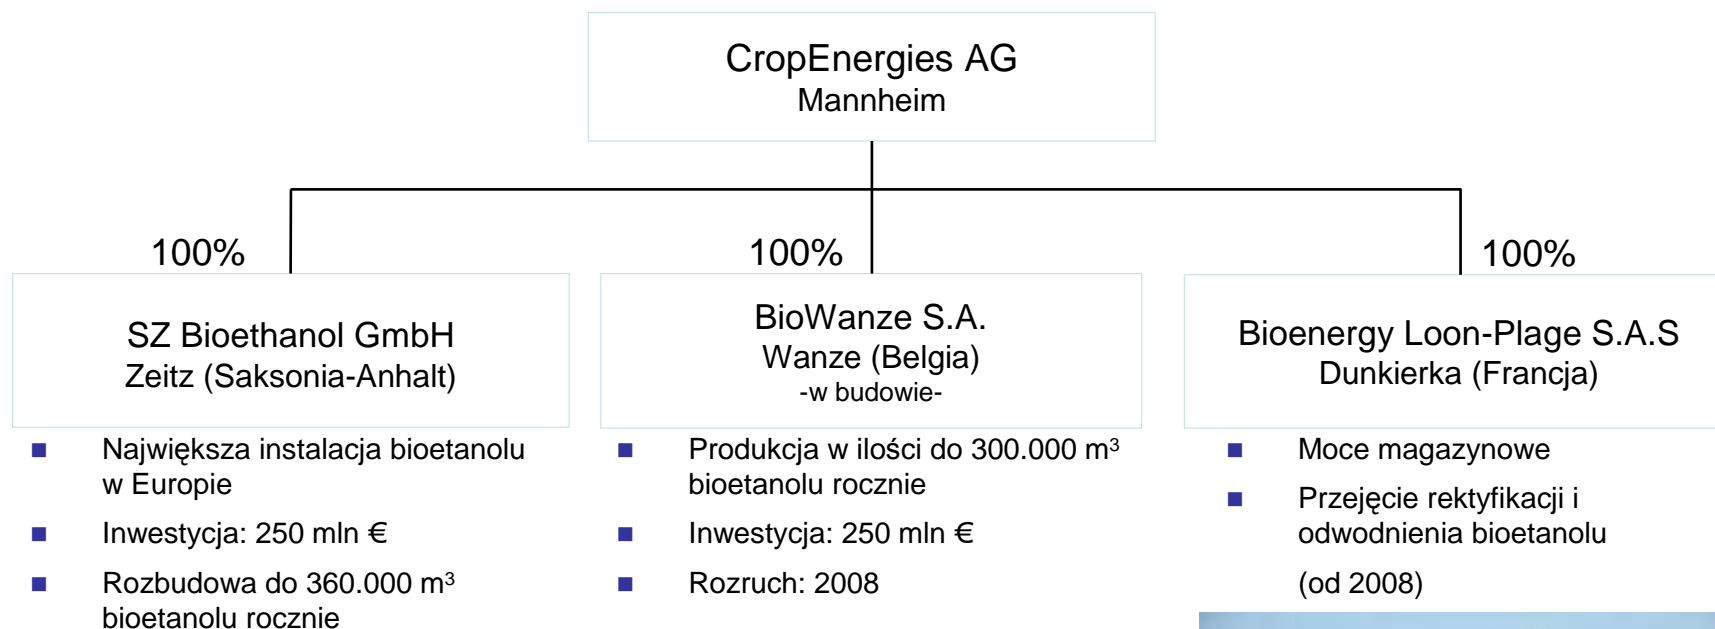 CropEnergies AG
Mannheim
100%
100%
100%
SZ Bioethanol GmbH
Zeitz (Saksonia-Anhalt)
BioWanze S.A.
Wanze (Belgia)
-w budowie-
Bioenergy Loon-Plage S.A.S
Dunkierka (Francja)
Największa instalacja bioetanolu
w Europie
Inwestycja: 250 mln €
Rozbudowa do 360.000 m³
bioetanolu rocznie
Produkcja w ilości do 300.000 m³
bioetanolu rocznie
Inwestycja: 250 mln €
Rozruch: 2008
Moce magazynowe
Przejęcie rektyfikacji i
odwodnienia bioetanolu
(od 2008)